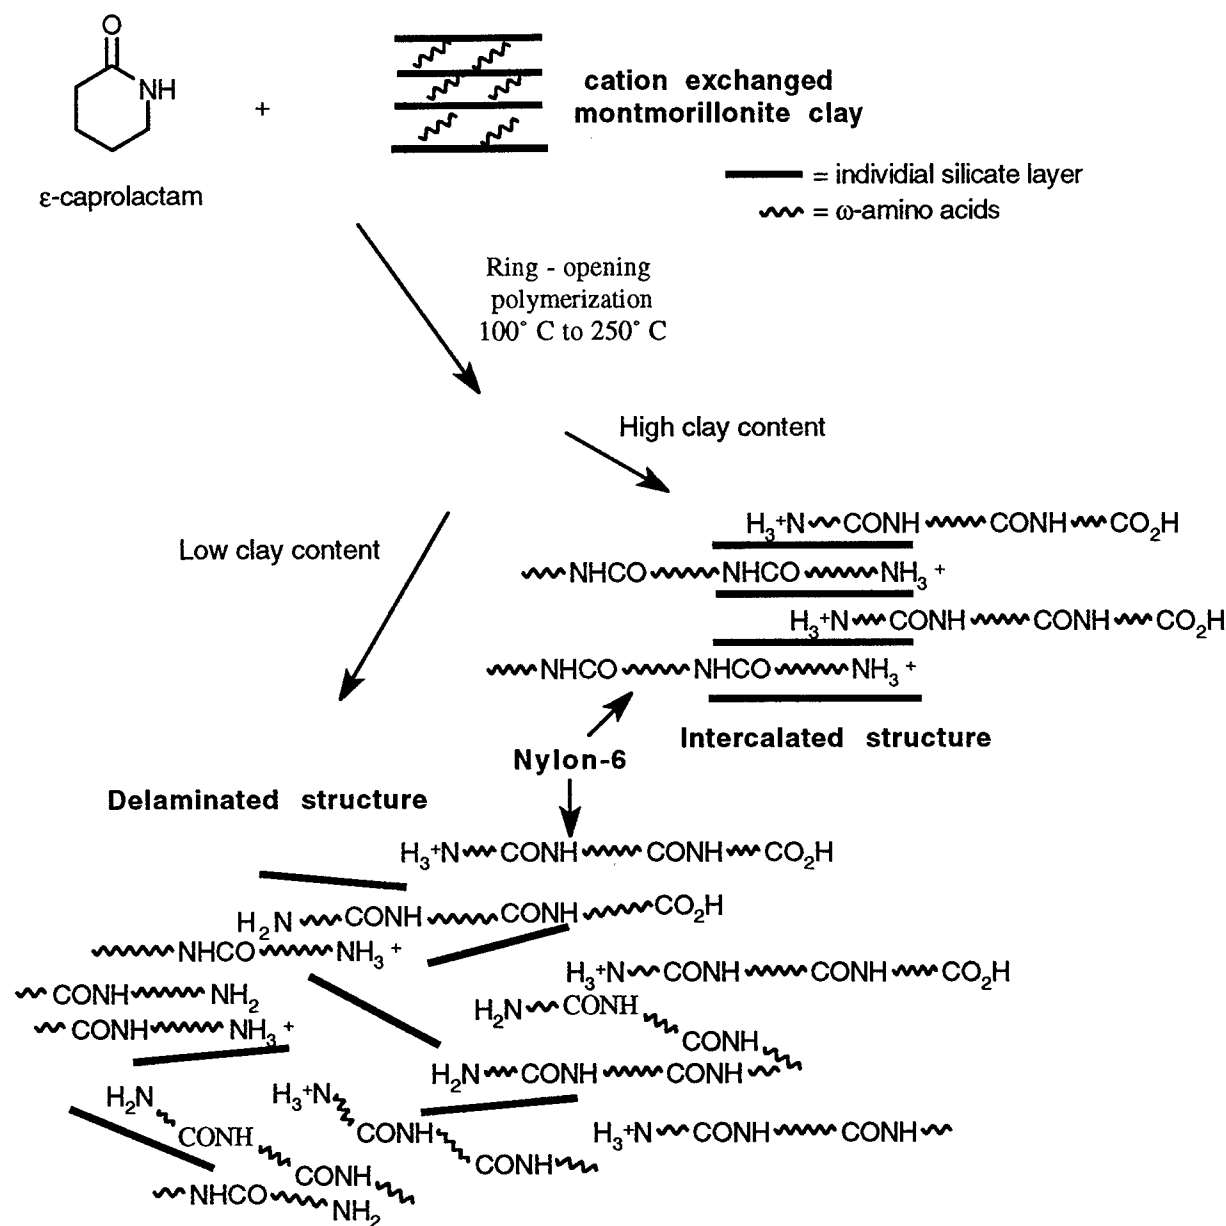 O
NH
+
ε-caprolactam
cation exchanged
montmorillonite clay
= individial silicate layer
= ω-amino acids
Ring - opening
polymerization
100° C to 250° C
High clay content
Low clay content
H₃⁺N CONH CONH CO₂H
NHCO NHCO NH₃⁺
H₃⁺N CONH CONH CO₂H
NHCO NHCO NH₃⁺
Intercalated structure
Nylon-6
Delaminated structure
H₃⁺N CONH CONH CO₂H
H₂N CONH CONH CO₂H
NHCO NH₃⁺
H₃⁺N CONH CONH CO₂H
CONH NH₂
H₂N CONH
CONH
CONH NH₃⁺
H₂N CONH CONH
H₂N
CONH
CONH
H₃⁺N
CONH
CONH
H₃⁺N CONH CONH
NHCO NH₂